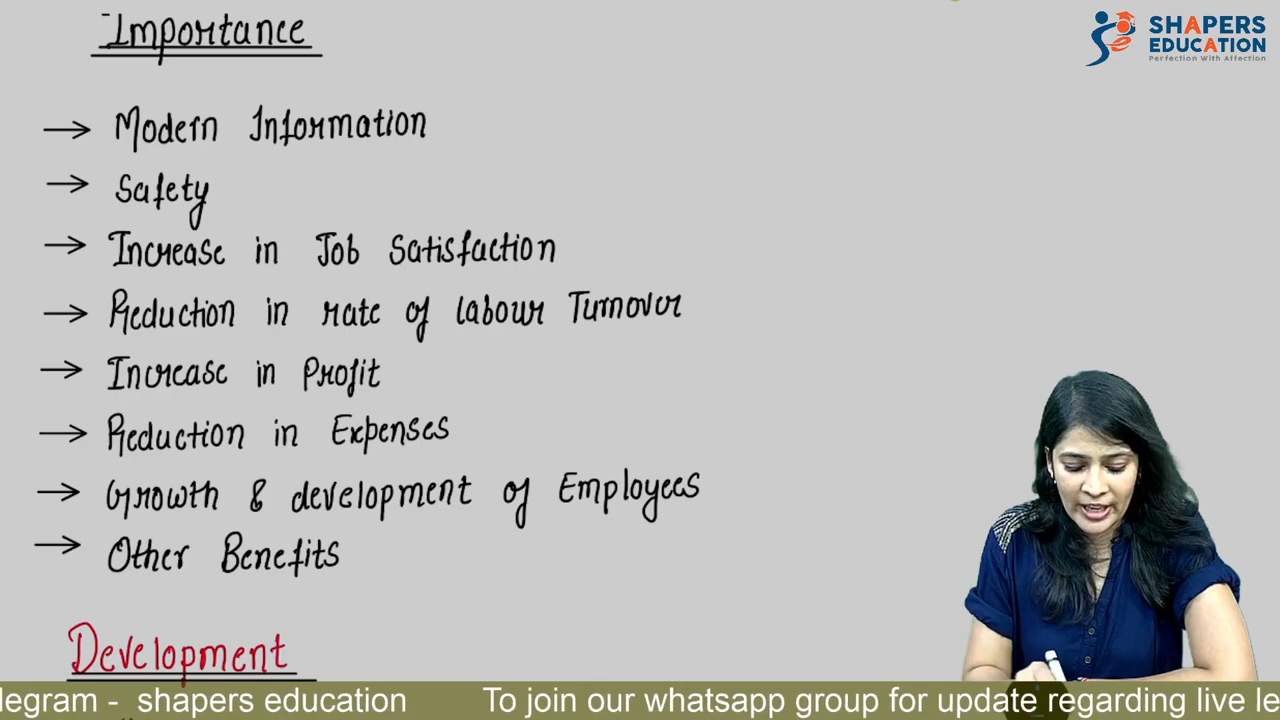 Importance
SHAPERS
EDUCATION
Perfection With Affection
→ Modern Information
→ Safety
→ Increase in Job Satisfaction
→ Reduction in rate of labour Turnover
→ Increase in Profit
→ Reduction in Expenses
→ Growth & development of Employees
→ Other Benefits
Development
legram - shapers education To join our whatsapp group for update regarding live le